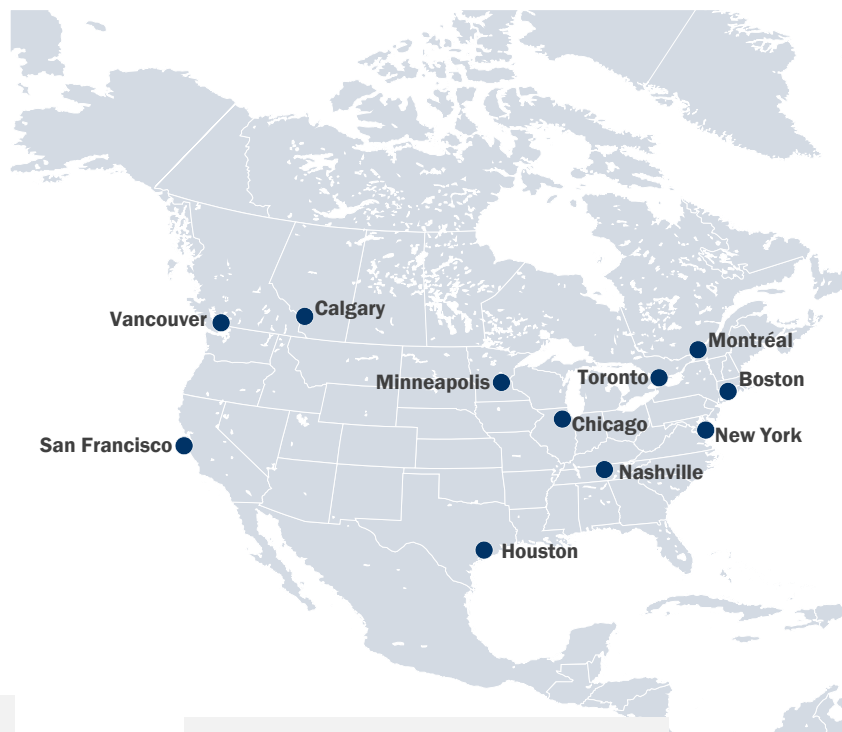 Calgary
Vancouver
Montréal
Toronto
Boston
Minneapolis
Chicago
New York
San Francisco
Nashville
Houston